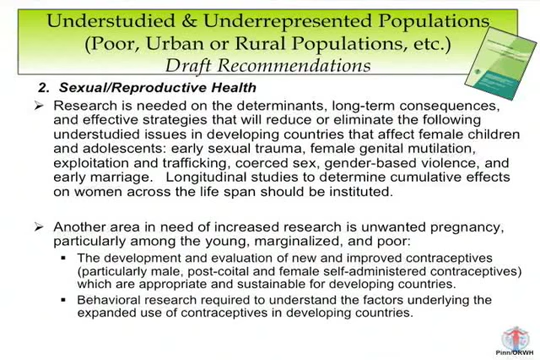 Understudied & Underrepresented Populations
(Poor, Urban or Rural Populations, etc.)
Draft Recommendations
2. Sexual/Reproductive Health
➢ Research is needed on the determinants, long-term consequences,
and effective strategies that will reduce or eliminate the following
understudied issues in developing countries that affect female children
and adolescents: early sexual trauma, female genital mutilation,
exploitation and trafficking, coerced sex, gender-based violence, and
early marriage. Longitudinal studies to determine cumulative effects
on women across the life span should be instituted.
➢ Another area in need of increased research is unwanted pregnancy,
particularly among the young, marginalized, and poor:
▪ The development and evaluation of new and improved contraceptives
(particularly male, post-coital and female self-administered contraceptives)
which are appropriate and sustainable for developing countries.
▪ Behavioral research required to understand the factors underlying the
expanded use of contraceptives in developing countries.
Pinn/ORWH